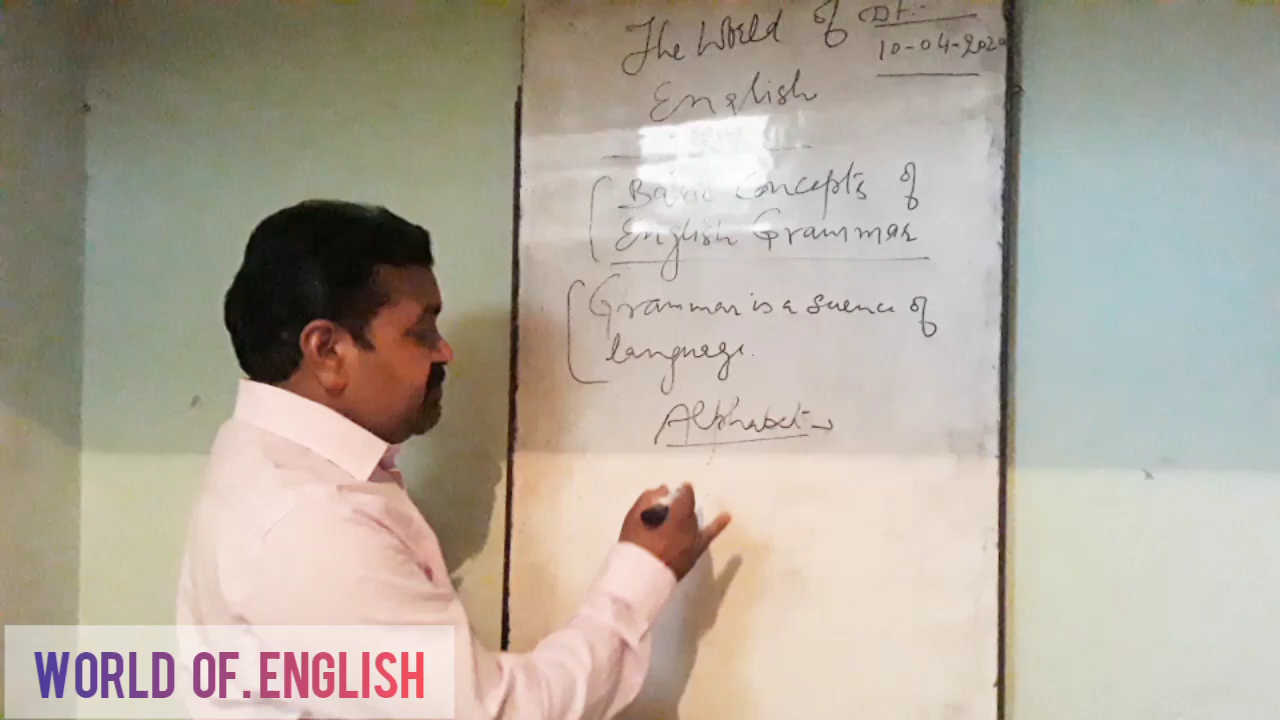 The World of
Dt:-
10-04-2020
English
Basic Concepts of
English Grammar
Grammar is a science of
language.
Alphabet
WORLD OF.ENGLISH